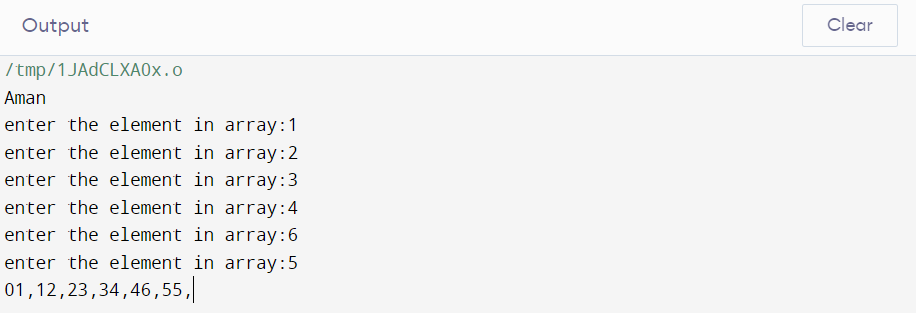 Output
Clear
/tmp/1JAdCLXA0x.o
Aman
enter the element in array:1
enter the element in array:2
enter the element in array:3
enter the element in array:4
enter the element in array:6
enter the element in array:5
01,12,23,34,46,55,